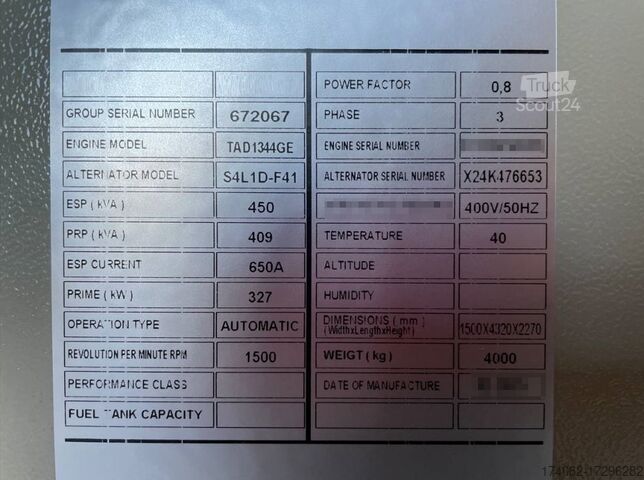 GROUP SERIAL NUMBER 672067
ENGINE MODEL TAD1344GE
ALTERNATOR MODEL S4L1D-F41
ESP ( kVA ) 450
PRP ( kVA ) 409
ESP CURRENT 650A
PRIME ( kW ) 327
OPERATION TYPE AUTOMATIC
REVOLUTION PER MINUTE RPM 1500
PERFORMANCE CLASS
FUEL TANK CAPACITY
POWER FACTOR 0,8
PHASE 3
ENGINE SERIAL NUMBER
ALTERNATOR SERIAL NUMBER X24K476653
400V/50HZ
TEMPERATURE 40
ALTITUDE
HUMIDITY
DIMENSIONS ( mm )
(WidthxLengthxHeight) 1500X4320X2270
WEIGT ( kg ) 4000
DATE OF MANUFACTURE
Truck
Scout24
174062-17296282